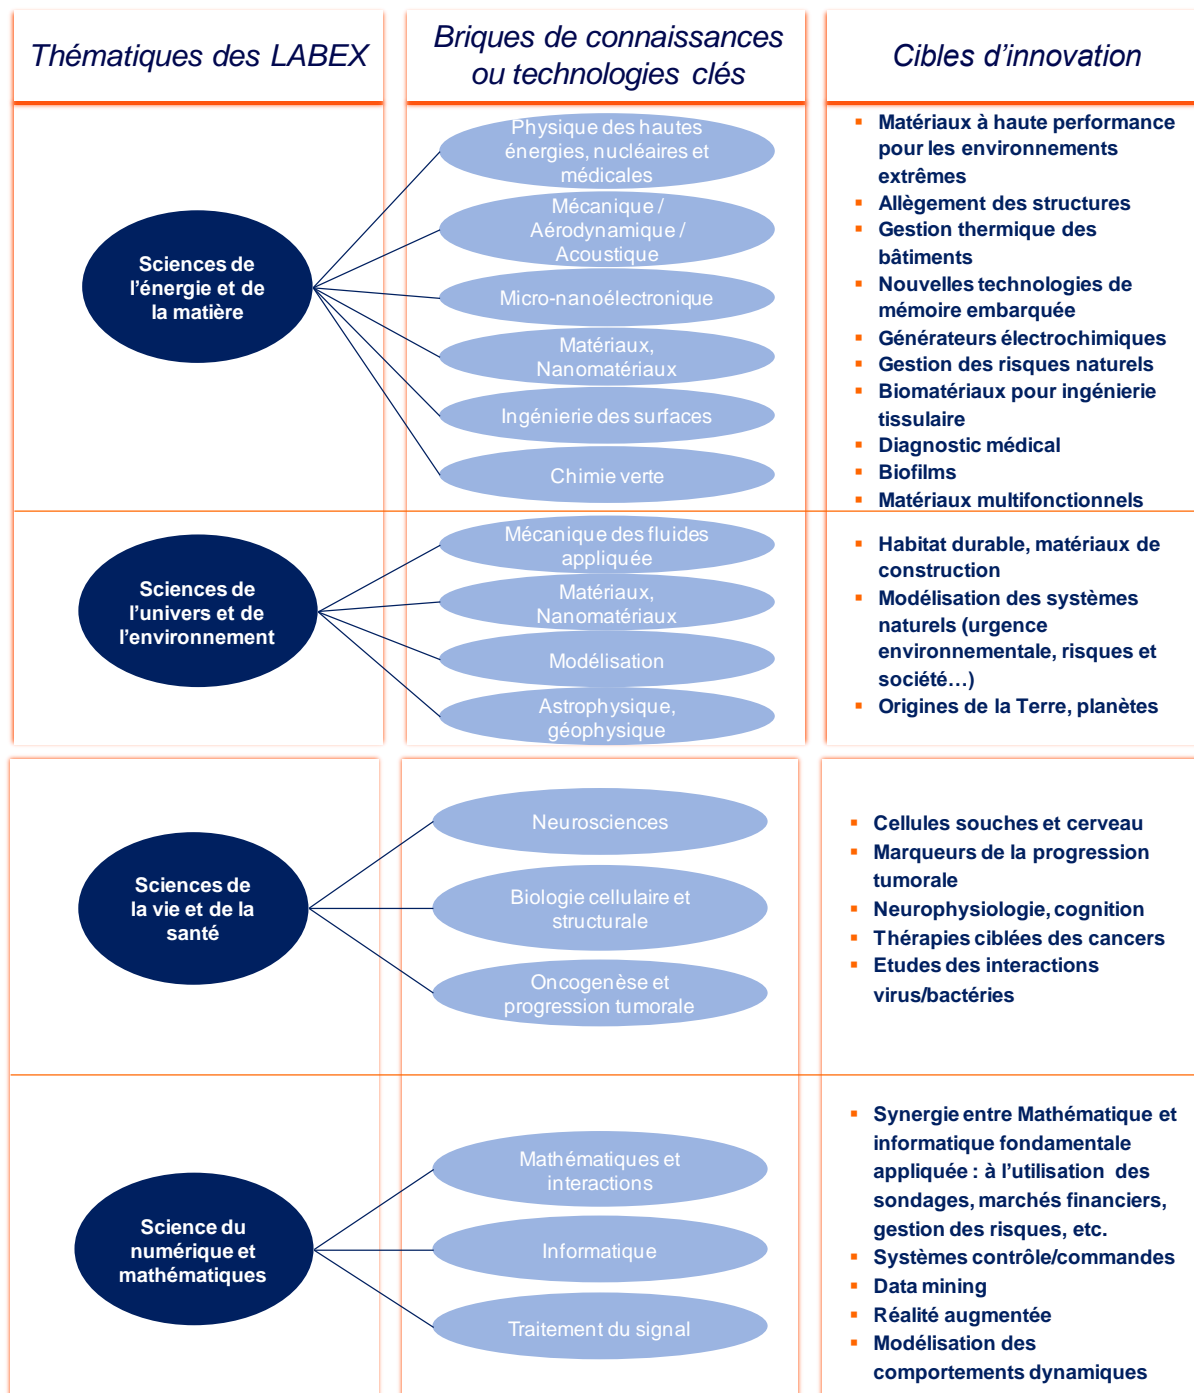 Thématiques des LABEX
Briques de connaissances
ou technologies clés
Cibles d'innovation
Sciences de
l'énergie et de
la matière
Physique des hautes
énergies, nucléaires et
médicales
Mécanique /
Aérodynamique /
Acoustique
Micro-nanoélectronique
Matériaux,
Nanomatériaux
Ingénierie des surfaces
Chimie verte
Matériaux à haute performance
pour les environnements
extrêmes
Allègement des structures
Gestion thermique des
bâtiments
Nouvelles technologies de
mémoire embarquée
Générateurs électrochimiques
Gestion des risques naturels
Biomatériaux pour ingénierie
tissulaire
Diagnostic médical
Biofilms
Matériaux multifonctionnels
Sciences de
l'univers et de
l'environnement
Mécanique des fluides
appliquée
Matériaux,
Nanomatériaux
Modélisation
Astrophysique,
géophysique
Habitat durable, matériaux de
construction
Modélisation des systèmes
naturels (urgence
environnementale, risques et
société…)
Origines de la Terre, planètes
Sciences de
la vie et de la
santé
Neurosciences
Biologie cellulaire et
structurale
Oncogenèse et
progression tumorale
Cellules souches et cerveau
Marqueurs de la progression
tumorale
Neurophysiologie, cognition
Thérapies ciblées des cancers
Etudes des interactions
virus/bactéries
Science du
numérique et
mathématiques
Mathématiques et
interactions
Informatique
Traitement du signal
Synergie entre Mathématique et
informatique fondamentale
appliquée : à l'utilisation des
sondages, marchés financiers,
gestion des risques, etc.
Systèmes contrôle/commandes
Data mining
Réalité augmentée
Modélisation des
comportements dynamiques